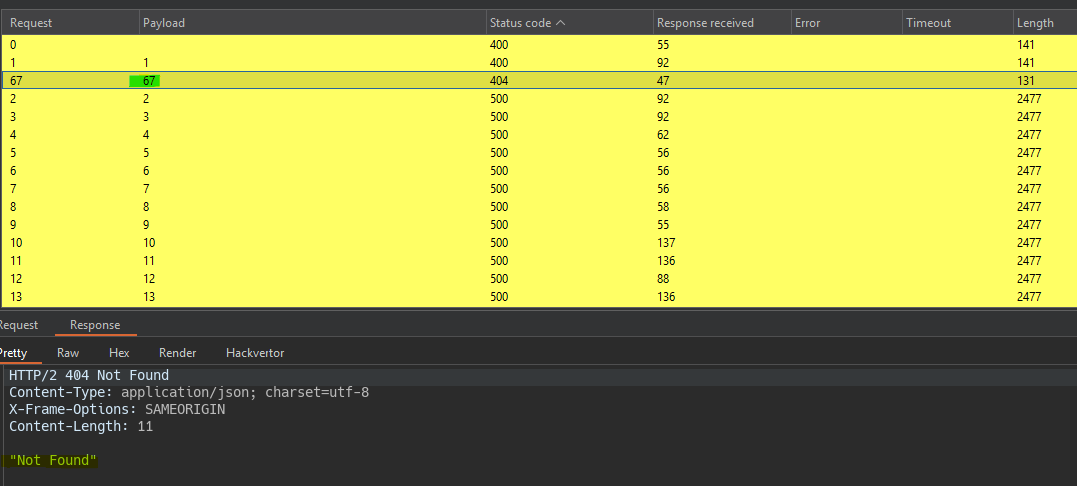 Request Payload Status code Response received Error Timeout Length
0 400 55 141
1 1 400 92 141
67 67 404 47 131
2 2 500 92 2477
3 3 500 92 2477
4 4 500 62 2477
5 5 500 56 2477
6 6 500 56 2477
7 7 500 56 2477
8 8 500 58 2477
9 9 500 55 2477
10 10 500 137 2477
11 11 500 136 2477
12 12 500 88 2477
13 13 500 136 2477
Request Response
Pretty Raw Hex Render Hackvertor
HTTP/2 404 Not Found
Content-Type: application/json; charset=utf-8
X-Frame-Options: SAMEORIGIN
Content-Length: 11
"Not Found"